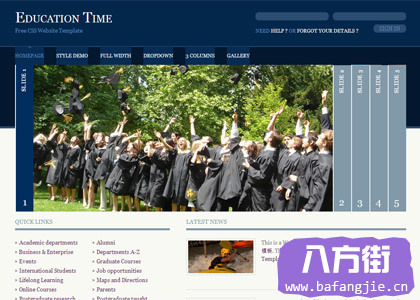 EDUCATION TIME
Free CSS Website Template
NEED HELP ? OR FORGOT YOUR DETAILS ?
SIGN IN
HOMEPAGE STYLE DEMO FULL WIDTH DROPDOWN 3 COLUMNS GALLERY
SLIDE 1
1
SLIDE 2
2
SLIDE 3
3
SLIDE 4
4
SLIDE 5
5
QUICK LINKS
LATEST NEWS
Academic departments
Business & Enterprise
Events
International Students
Lifelong Learning
Online Courses
Postgraduate research
Alumni
Departments A-Z
Graduate Courses
Job opportunities
Maps and Directions
Parents
Postgraduate taught
This is a W
模板
Templa
八方街
www.bafangjie.cn